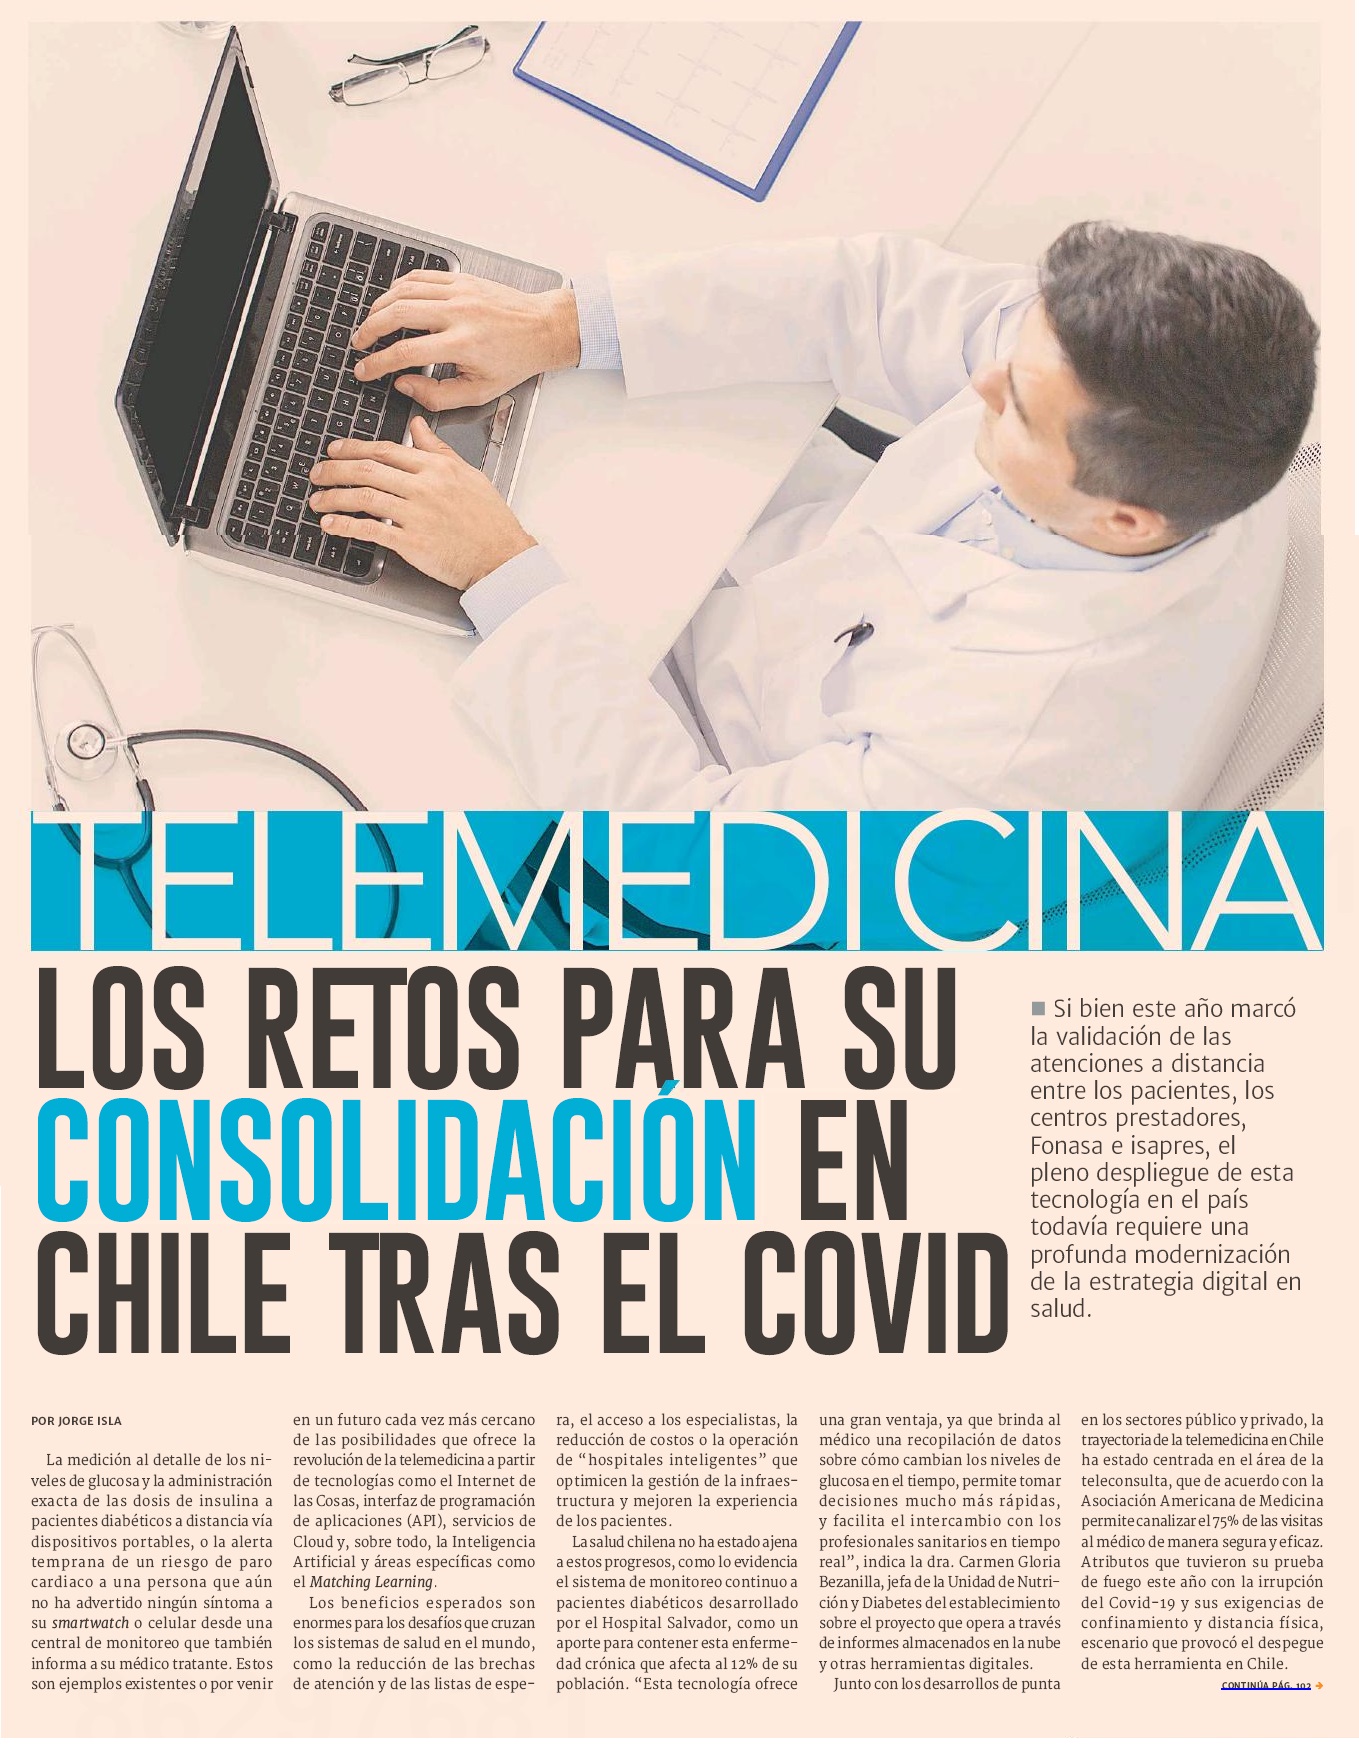 TELEMEDICINA
LOS RETOS PARA SU
CONSOLIDACIÓN EN
CHILE TRAS EL COVID
■ Si bien este año marcó
la validación de las
atenciones a distancia
entre los pacientes, los
centros prestadores,
Fonasa e isapres, el
pleno despliegue de esta
tecnología en el país
todavía requiere una
profunda modernización
de la estrategia digital en
salud.
POR JORGE ISLA
La medición al detalle de los ni-
veles de glucosa y la administración
exacta de las dosis de insulina a
pacientes diabéticos a distancia vía
dispositivos portables, o la alerta
temprana de un riesgo de paro
cardiaco a una persona que aún
no ha advertido ningún síntoma a
su smartwatch o celular desde una
central de monitoreo que también
informa a su médico tratante. Estos
son ejemplos existentes o por venir
en un futuro cada vez más cercano
de las posibilidades que ofrece la
revolución de la telemedicina a partir
de tecnologías como el Internet de
las Cosas, interfaz de programación
de aplicaciones (API), servicios de
Cloud y, sobre todo, la Inteligencia
Artificial y áreas específicas como
el Matching Learning.
Los beneficios esperados son
enormes para los desafíos que cruzan
los sistemas de salud en el mundo,
como la reducción de las brechas
de atención y de las listas de espe-
ra, el acceso a los especialistas, la
reducción de costos o la operación
de “hospitales inteligentes” que
optimicen la gestión de la infraes-
tructura y mejoren la experiencia
de los pacientes.
La salud chilena no ha estado ajena
a estos progresos, como lo evidencia
el sistema de monitoreo continuo a
pacientes diabéticos desarrollado
por el Hospital Salvador, como un
aporte para contener esta enferme-
dad crónica que afecta al 12% de su
población. “Esta tecnología ofrece
una gran ventaja, ya que brinda al
médico una recopilación de datos
sobre cómo cambian los niveles de
glucosa en el tiempo, permite tomar
decisiones mucho más rápidas,
y facilita el intercambio con los
profesionales sanitarios en tiempo
real”, indica la dra. Carmen Gloria
Bezanilla, jefa de la Unidad de Nutri-
ción y Diabetes del establecimiento
sobre el proyecto que opera a través
de informes almacenados en la nube
y otras herramientas digitales.
Junto con los desarrollos de punta
en los sectores público y privado, la
trayectoria de la telemedicina en Chile
ha estado centrada en el área de la
teleconsulta, que de acuerdo con la
Asociación Americana de Medicina
permite canalizar el 75% de las visitas
al médico de manera segura y eficaz.
Atributos que tuvieron su prueba
de fuego este año con la irrupción
del Covid-19 y sus exigencias de
confinamiento y distancia física,
escenario que provocó el despegue
de esta herramienta en Chile.
CONTINÚA PÁG. 102 →